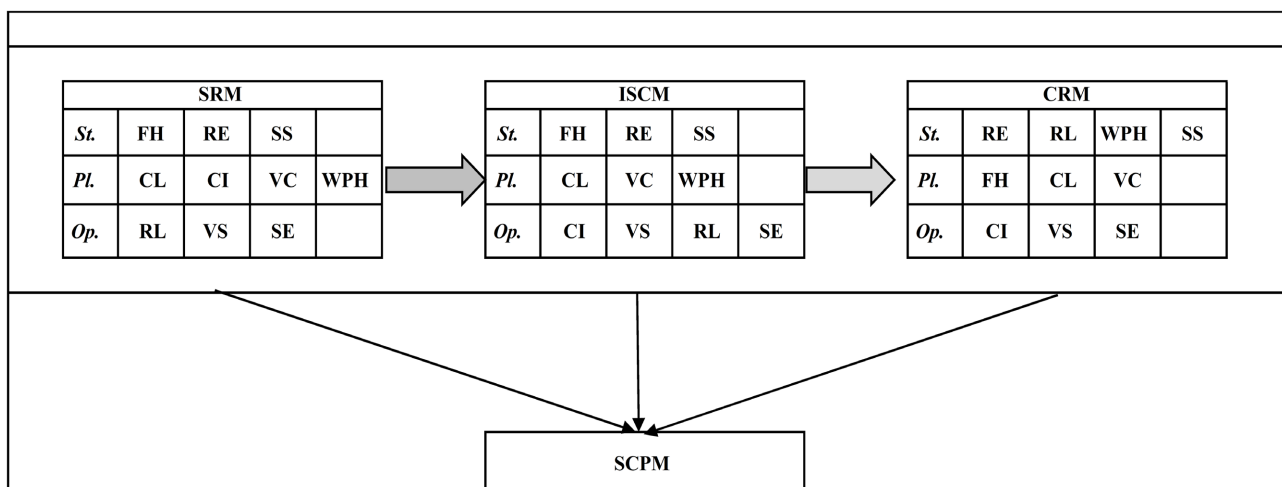 SRM
St. FH RE SS
Pl. CL CI VC WPH
Op. RL VS SE
ISCM
St. FH RE SS
Pl. CL VC WPH
Op. CI VS RL SE
CRM
St. RE RL WPH SS
Pl. FH CL VC
Op. CI VS SE
SCPM